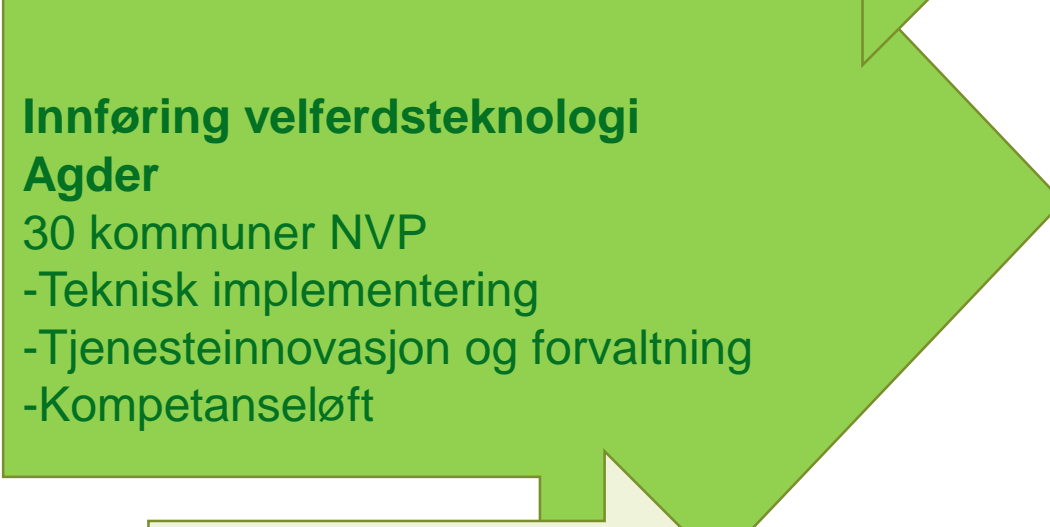 Innføring velferdsteknologi
Agder
30 kommuner NVP
-Teknisk implementering
-Tjenesteinnovasjon og forvaltning
-Kompetanseløft